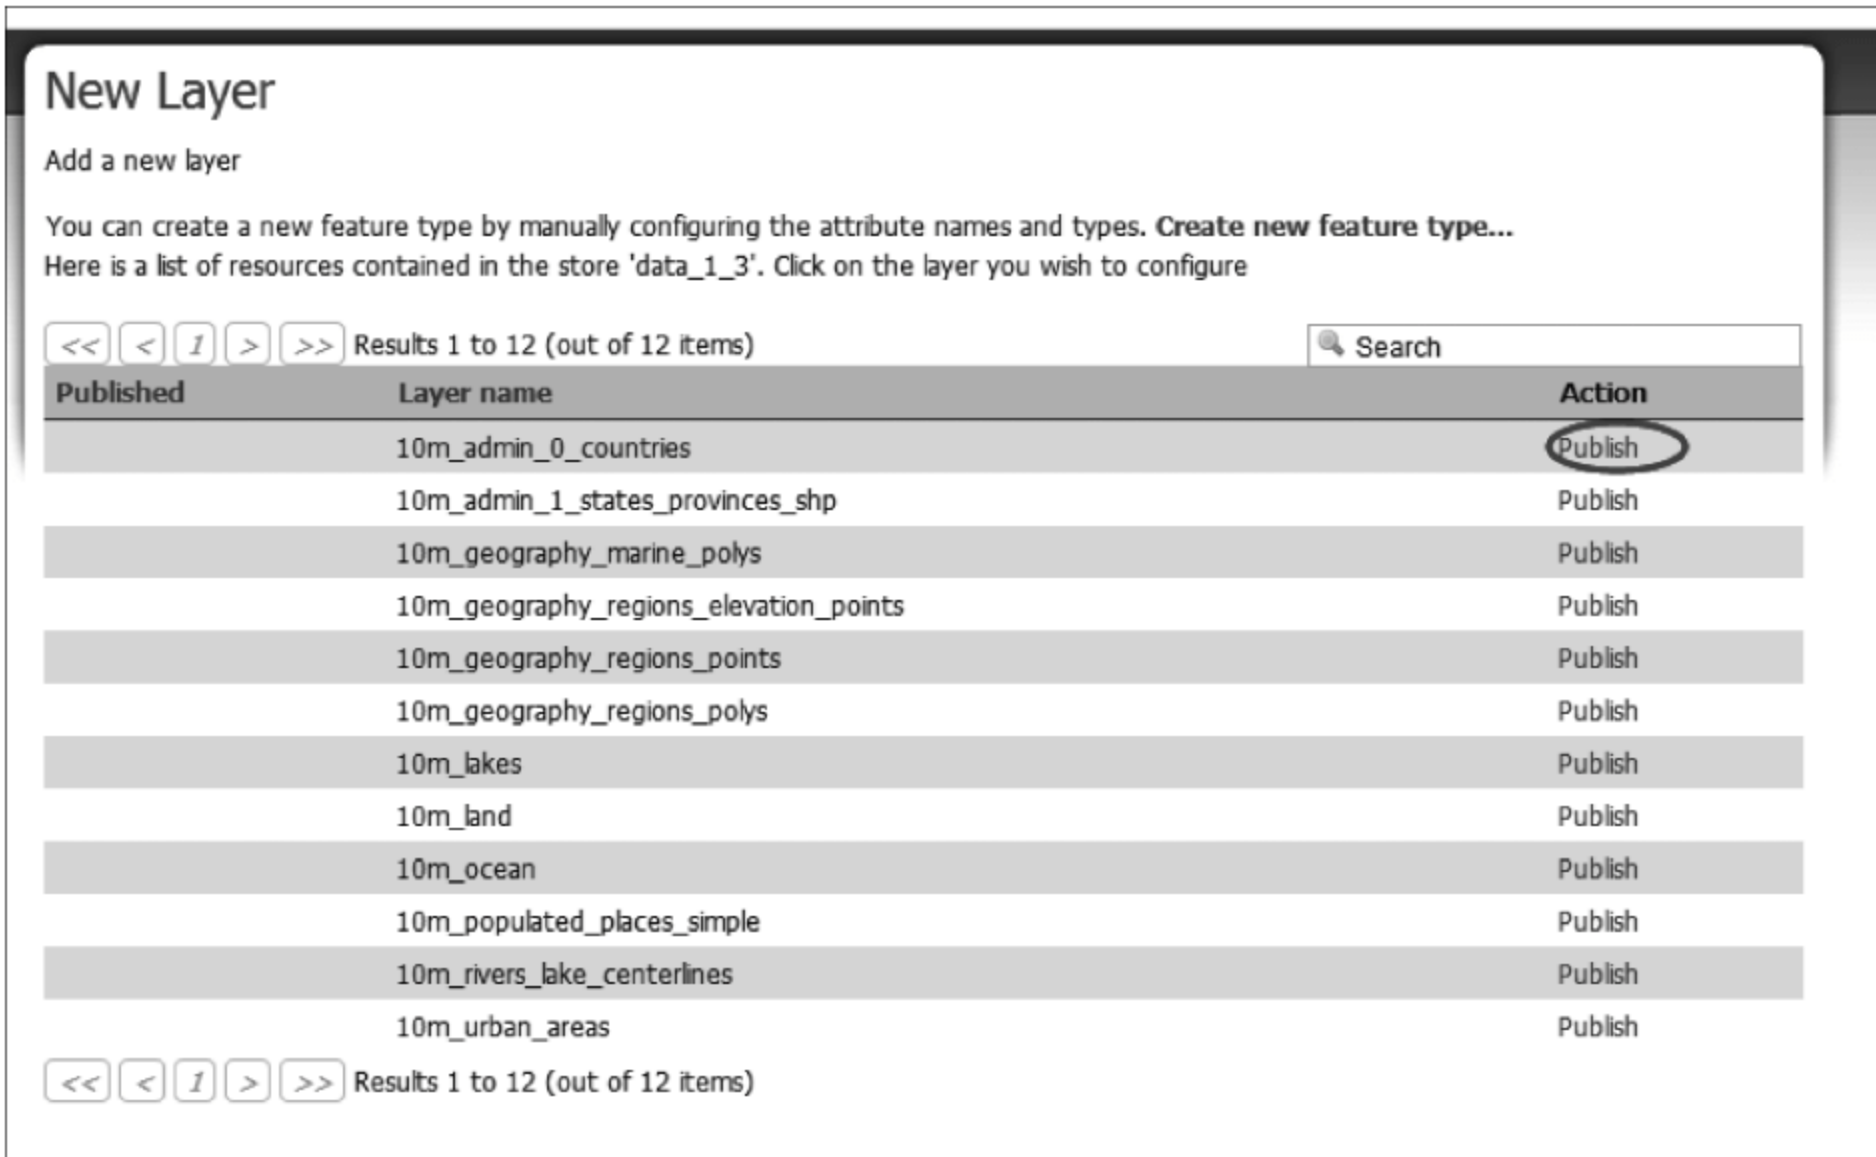 New Layer
Add a new layer
You can create a new feature type by manually configuring the attribute names and types. Create new feature type...
Here is a list of resources contained in the store 'data_1_3'. Click on the layer you wish to configure
<< < 1 > >> Results 1 to 12 (out of 12 items) Search
Published Layer name Action
10m_admin_0_countries Publish
10m_admin_1_states_provinces_shp Publish
10m_geography_marine_polys Publish
10m_geography_regions_elevation_points Publish
10m_geography_regions_points Publish
10m_geography_regions_polys Publish
10m_lakes Publish
10m_land Publish
10m_ocean Publish
10m_populated_places_simple Publish
10m_rivers_lake_centerlines Publish
10m_urban_areas Publish
<< < 1 > >> Results 1 to 12 (out of 12 items)